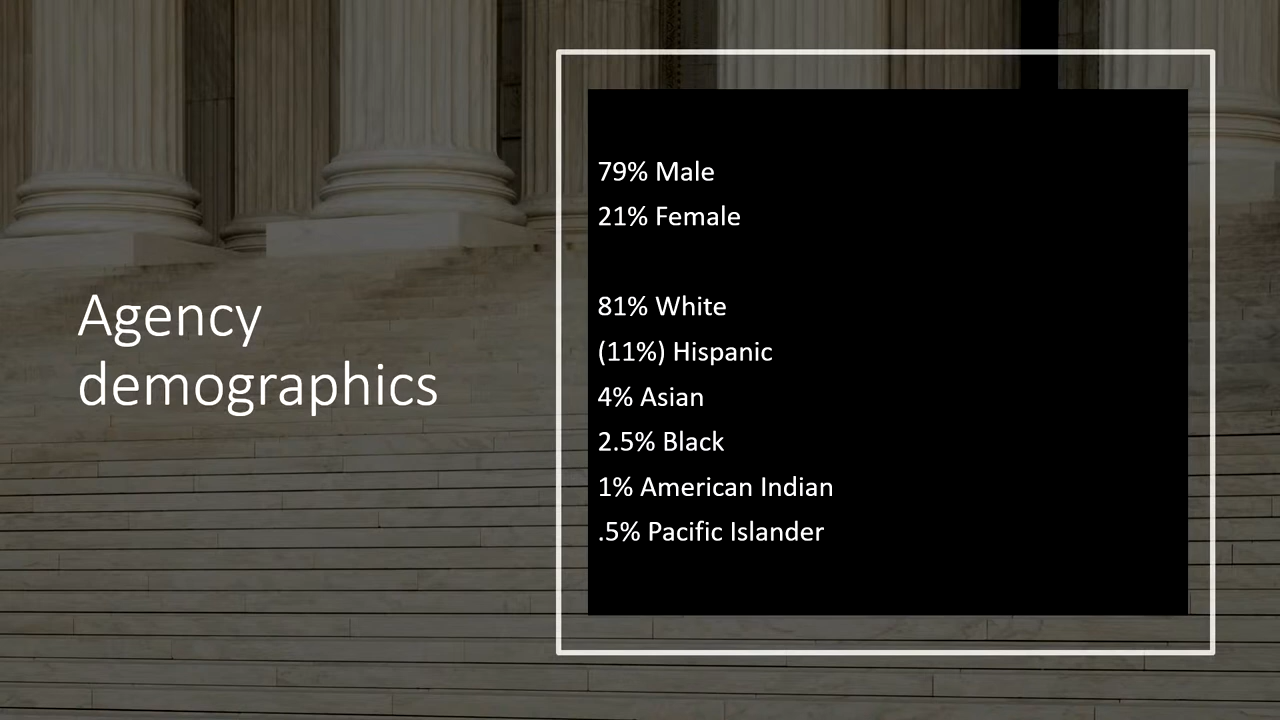 Agency
demographics
79% Male
21% Female
81% White
(11%) Hispanic
4% Asian
2.5% Black
1% American Indian
.5% Pacific Islander